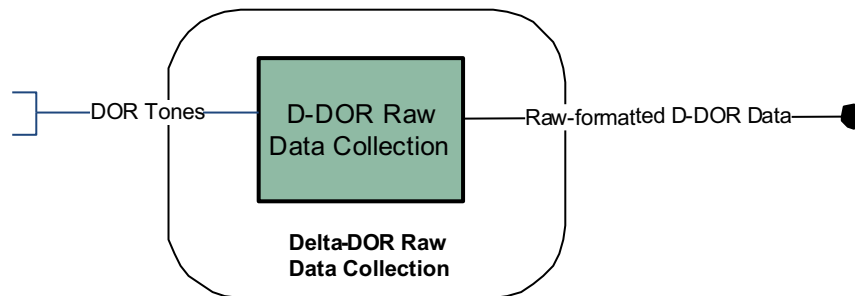 DOR Tones
D-DOR Raw
Data Collection
Raw-formatted D-DOR Data
Delta-DOR Raw
Data Collection